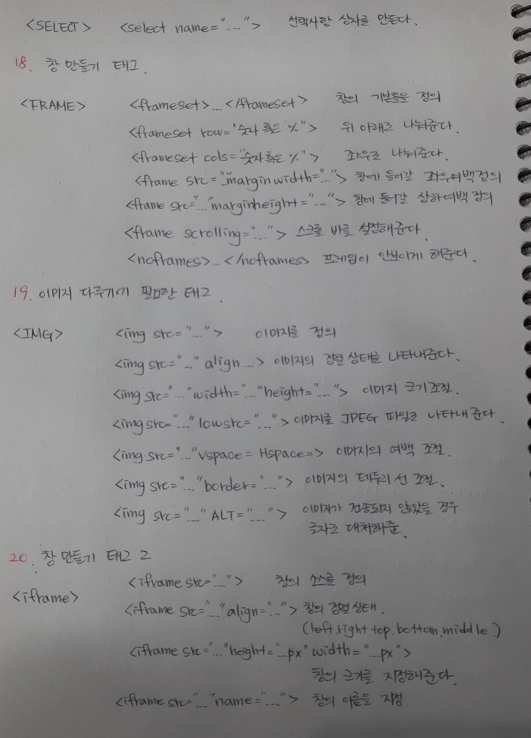 <SELECT> <select name="..."> 선택사항 상자를 만든다.
18. 창 만들기 태그.
<FRAME> <frameset>...</frameset> 창의 기본틀을 정의
<frameset row="숫자 혹은 %"> 위 아래로 나눠준다.
<frameset cols="숫자 혹은 %"> 좌우로 나눠준다.
<frame src="..."marginwidth="..."> 창에 들어갈 좌우여백 정의
<frame src="..."marginheight="..."> 창에 들어갈 상하여백 정의
<frame scrolling="..."> 스크롤 바를 설정해준다.
<noframes>...</noframes> 프레임이 안보이게 해준다.
19. 이미지 다루기에 필요한 태그.
<IMG> <img src="..."> 이미지를 정의
<img src="..." align...> 이미지의 정렬 상태를 나타내준다.
<img src="..."width="..."height="..."> 이미지 크기조절.
<img src="..."lowsrc="..."> 이미지를 JPEG 파일로 나타내준다.
<img src="..."vspace= Hspace=> 이미지의 여백 조절.
<img src="..."border="..."> 이미지의 테두리 선 조절.
<img src="..."ALT="..."> 이미지가 전송되지 않았을 경우
글자로 대처해준
20. 창 만들기 태그 2
<iframe src="..."> 창의 소스를 정의
<iframe>
<iframe src="..."align="..."> 창의 정렬상태.
(left,right,top,bottom,middle)
<iframe src="..."height="...px" width="...px">
창의 크기를 지정해준다.
<iframe src="..."name="..."> 창의 이름을 지정